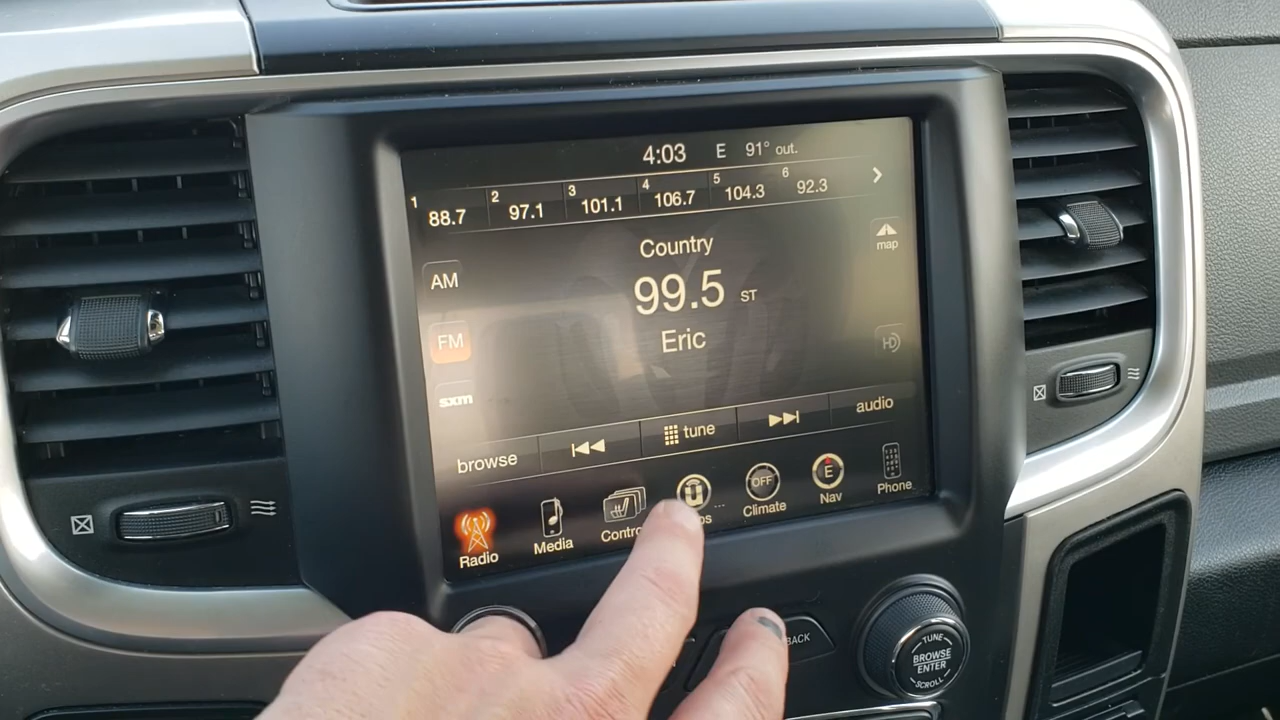 4:03 E 91° out.
1 88.7 2 97.1 3 101.1 4 106.7 5 104.3 6 92.3
map
Country
AM
99.5 ST
FM
Eric
HD
sxm
browse tune audio
OFF E
Radio Media Climate Nav Phone
BACK
TUNE
BROWSE
ENTER
SCROLL